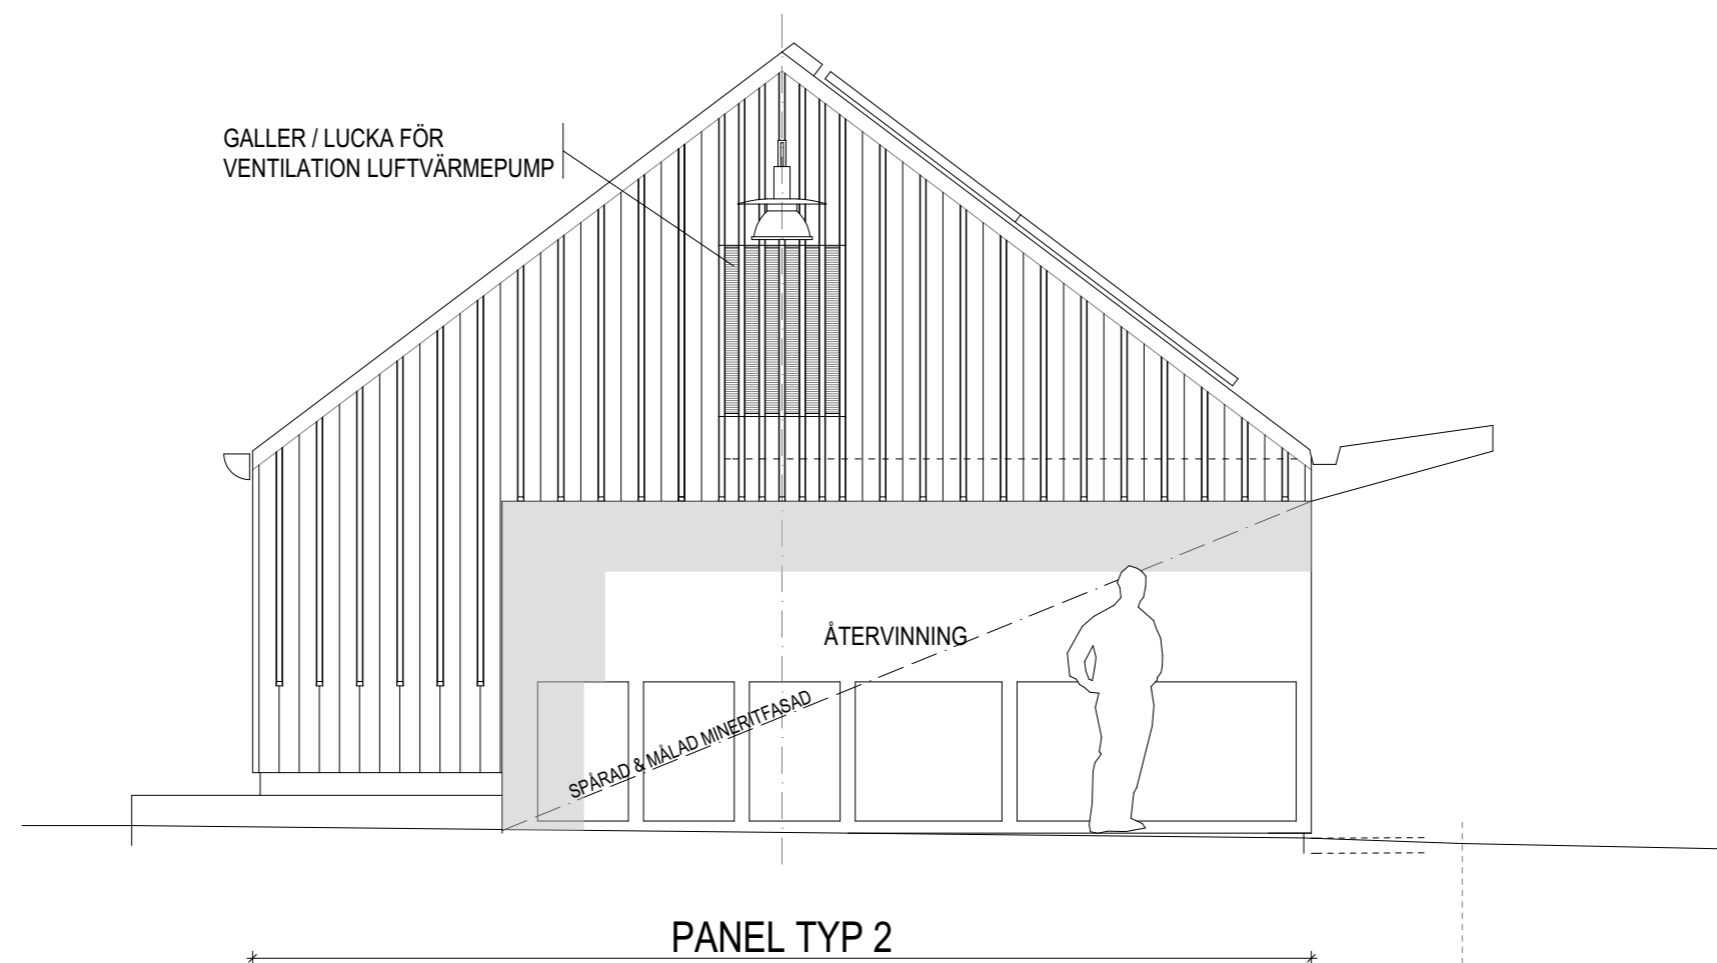 GALLER / LUCKA FÖR
VENTILATION LUFTVÄRMEPUMP
ÅTERVINNING
SPÅRAD & MÅLAD MINERITFASAD
PANEL TYP 2